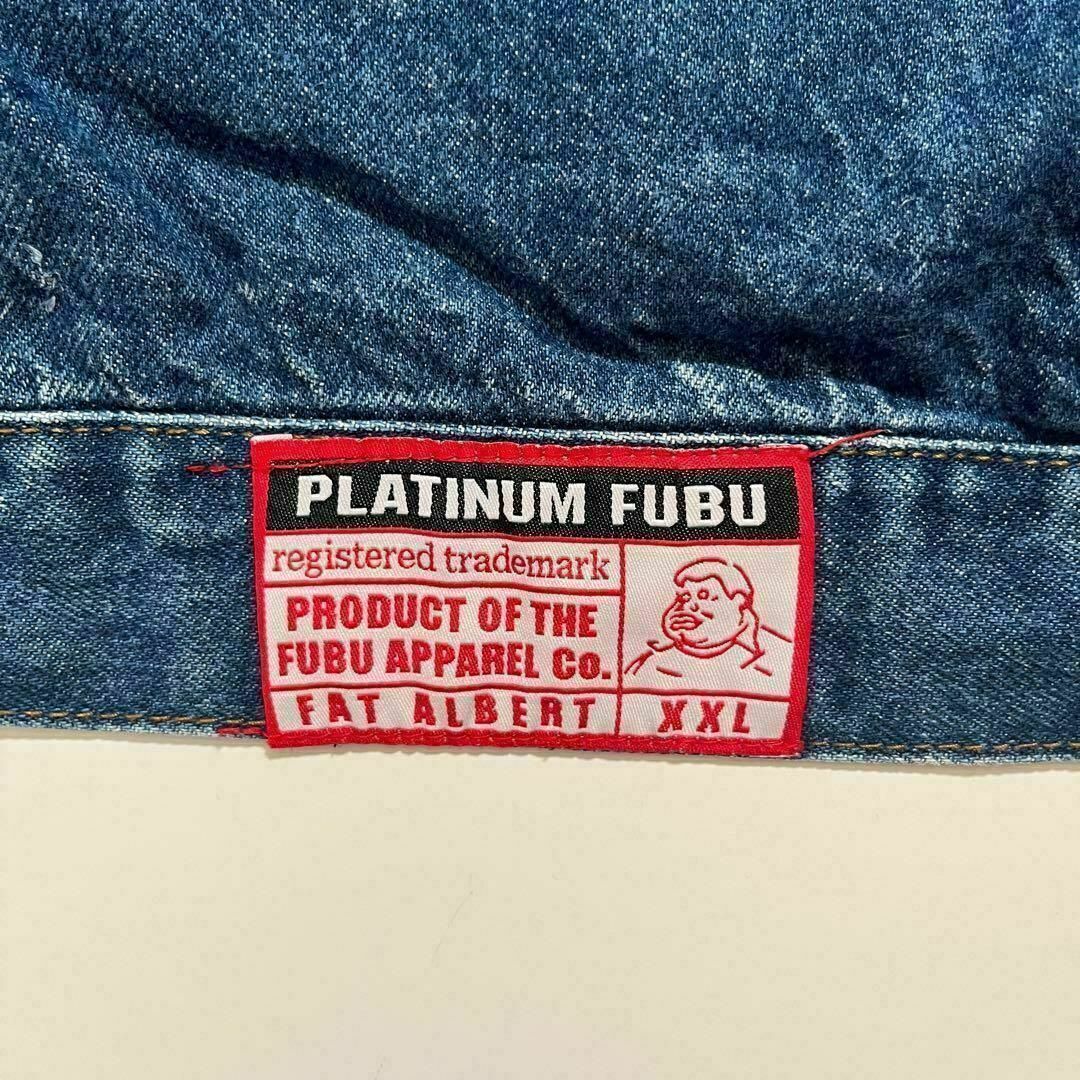 PLATINUM FUBU
registered trademark
PRODUCT OF THE
FUBU APPAREL Co.
FAT ALBERT
XXL